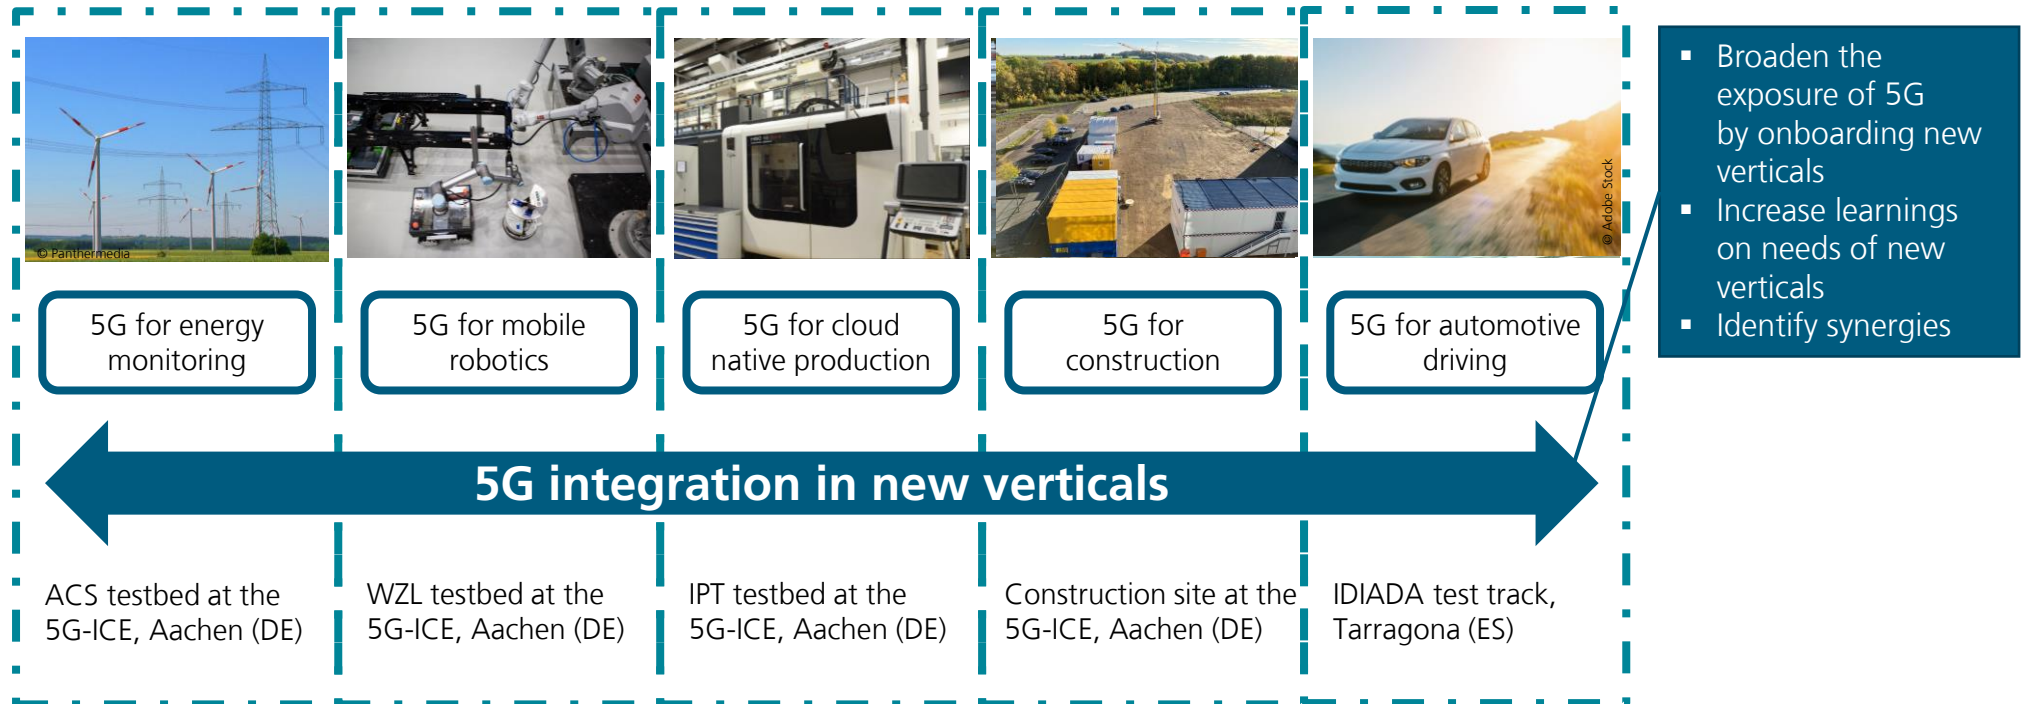 © Panthermedia
© Adobe Stock
5G for energy
monitoring
5G for mobile
robotics
5G for cloud
native production
5G for
construction
5G for automotive
driving
5G integration in new verticals
ACS testbed at the
5G-ICE, Aachen (DE)
WZL testbed at the
5G-ICE, Aachen (DE)
IPT testbed at the
5G-ICE, Aachen (DE)
Construction site at the
5G-ICE, Aachen (DE)
IDIADA test track,
Tarragona (ES)
▪ Broaden the
exposure of 5G
by onboarding new
verticals
▪ Increase learnings
on needs of new
verticals
▪ Identify synergies